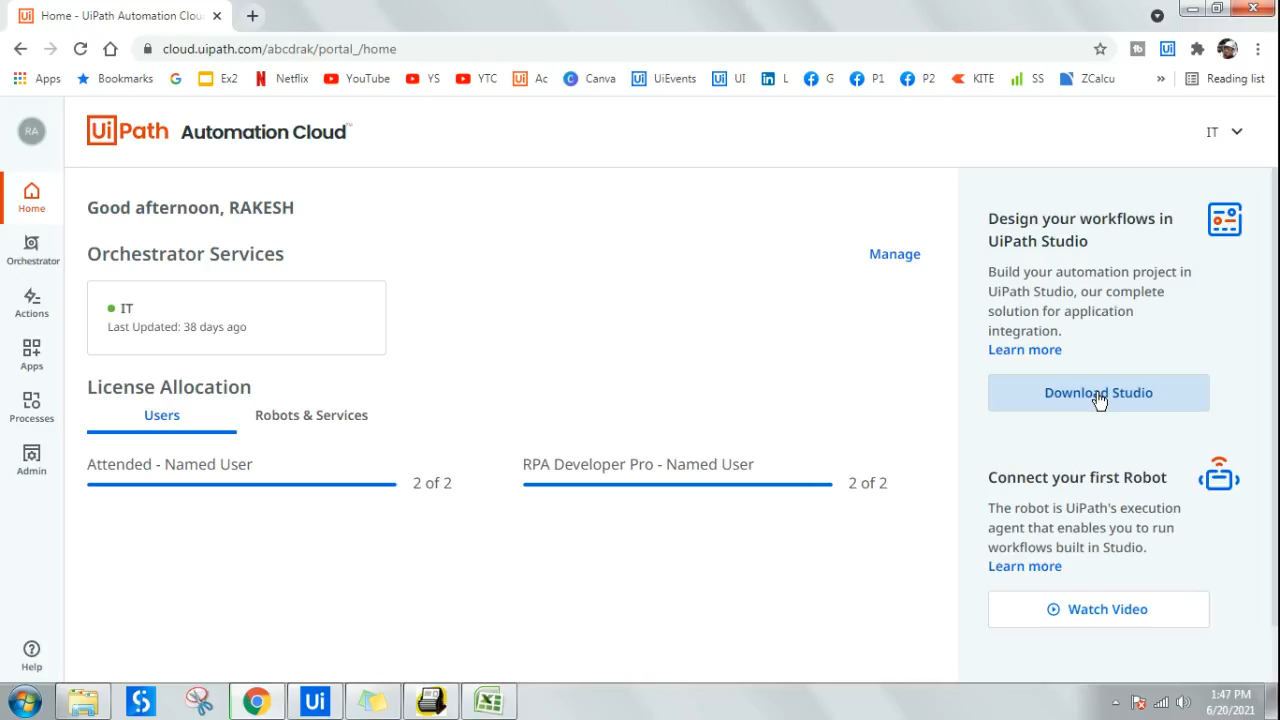 Home - UiPath Automation Clou
cloud.uipath.com/abcdrak/portal_/home
Apps
Bookmarks
Ex2
Netflix
YouTube
YS
YTC
Ac
Canva
UiEvents
UI
L
G
P1
P2
KITE
SS
ZCalcu
»
Reading list
RA
UiPath Automation Cloud™
IT
Home
Orchestrator
Actions
Apps
Processes
Admin
Help
Good afternoon, RAKESH
Orchestrator Services
Manage
IT
Last Updated: 38 days ago
License Allocation
Users
Robots & Services
Attended - Named User
2 of 2
RPA Developer Pro - Named User
2 of 2
Design your workflows in
UiPath Studio
Build your automation project in
UiPath Studio, our complete
solution for application
integration.
Learn more
Download Studio
Connect your first Robot
The robot is UiPath's execution
agent that enables you to run
workflows built in Studio.
Learn more
Watch Video
Ui
1:47 PM
6/20/2021